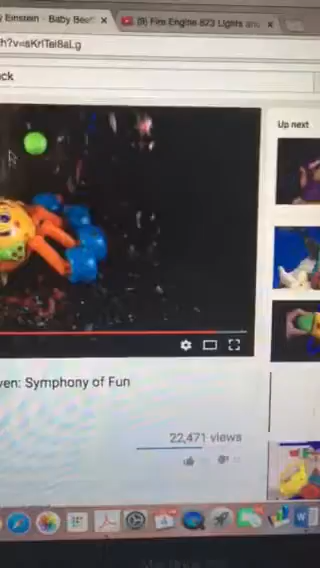 Einstein - Baby Beet
(9) Fire Engine 823 Lights and
h?v=sKrITei8aLg
ck
Up next
ven: Symphony of Fun
22,471 views